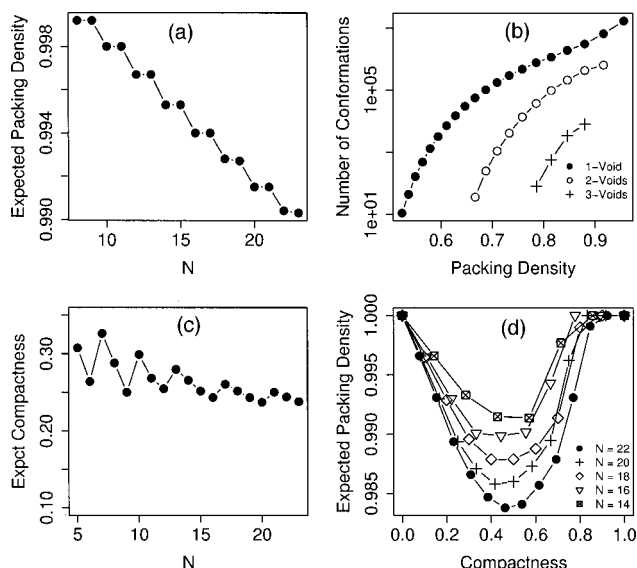 (a)
Expected Packing Density
0.998
0.994
0.990
10 15 20
N
(b)
Number of Conformations
1e+05
1e+01
0.6 0.7 0.8 0.9
Packing Density
1-Void
2-Voids
3-Voids
(c)
Expct Compactness
0.30
0.20
0.10
5 10 15 20
N
(d)
Expected Packing Density
1.000
0.995
0.990
0.985
0.0 0.2 0.4 0.6 0.8 1.0
Compactness
N = 22
N = 20
N = 18
N = 16
N = 14